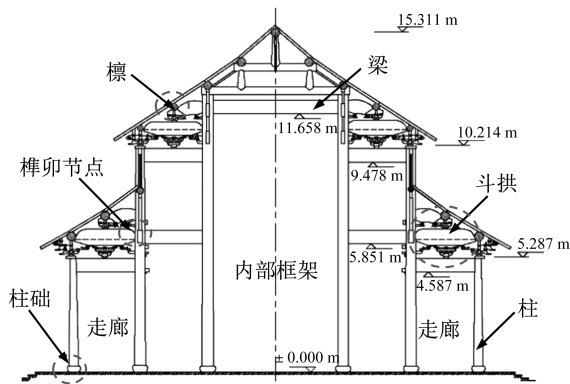 15.311 m
檩
梁
11.658 m
10.214 m
榫卯节点
9.478 m
斗拱
5.851 m
5.287 m
内部框架
4.587 m
柱础
走廊
走廊
柱
± 0.000 m